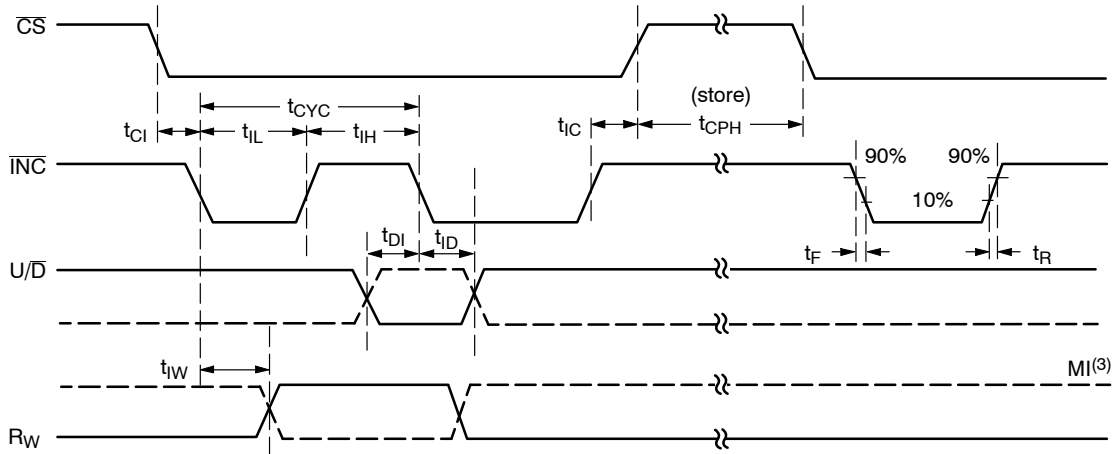 CS
(store)
tCYC
tCI
tIL
tIH
tIC
tCPH
INC
90%
90%
10%
tDI
tID
tF
tR
U/D
tIW
MI(3)
RW